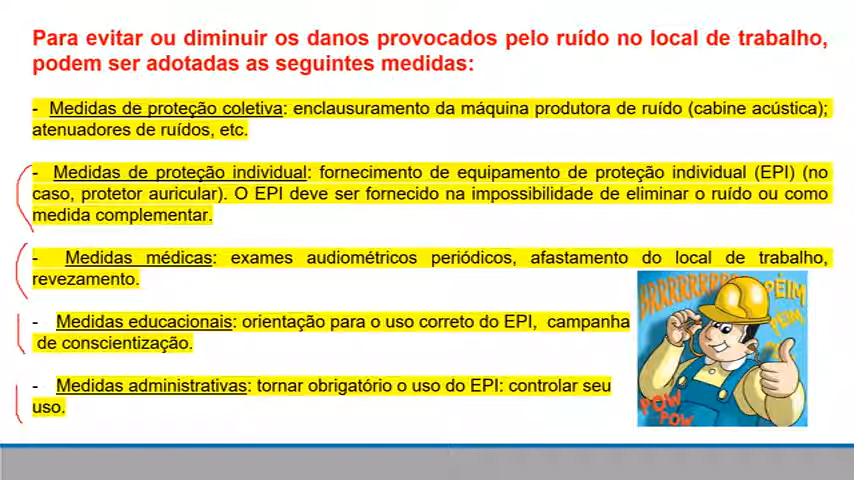 Para evitar ou diminuir os danos provocados pelo ruído no local de trabalho,
podem ser adotadas as seguintes medidas:
- Medidas de proteção coletiva: enclausuramento da máquina produtora de ruído (cabine acústica);
atenuadores de ruídos, etc.
- Medidas de proteção individual: fornecimento de equipamento de proteção individual (EPI) (no
caso, protetor auricular). O EPI deve ser fornecido na impossibilidade de eliminar o ruído ou como
medida complementar.
- Medidas médicas: exames audiométricos periódicos, afastamento do local de trabalho,
revezamento.
- Medidas educacionais: orientação para o uso correto do EPI, campanha
de conscientização.
- Medidas administrativas: tornar obrigatório o uso do EPI: controlar seu
uso.
PÉIM
PEIM
POW
POW